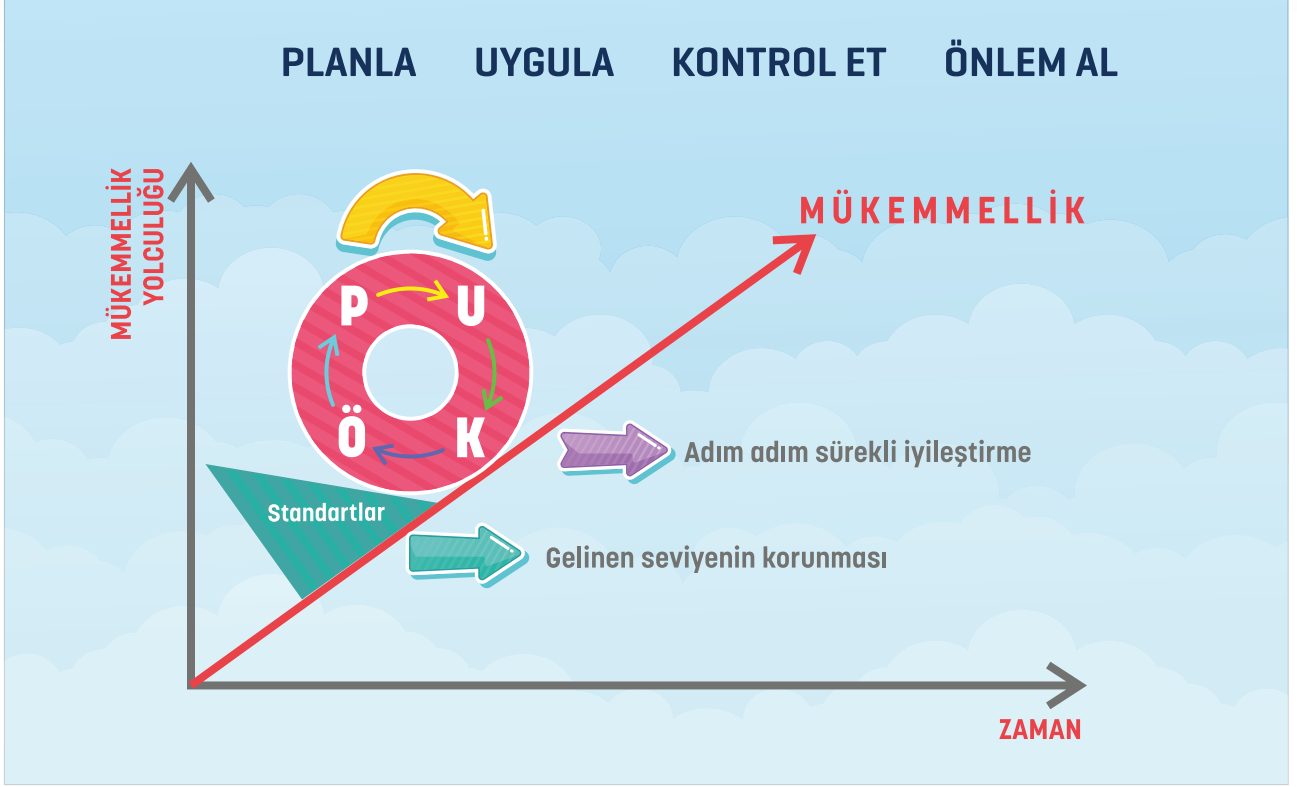 PLANLA UYGULA KONTROL ET ÖNLEM AL
MÜKEMMELLİK
YOLCULUĞU
MÜKEMMELLİK
P U
Ö K
Adım adım sürekli iyileştirme
Standartlar
Gelinen seviyenin korunması
ZAMAN